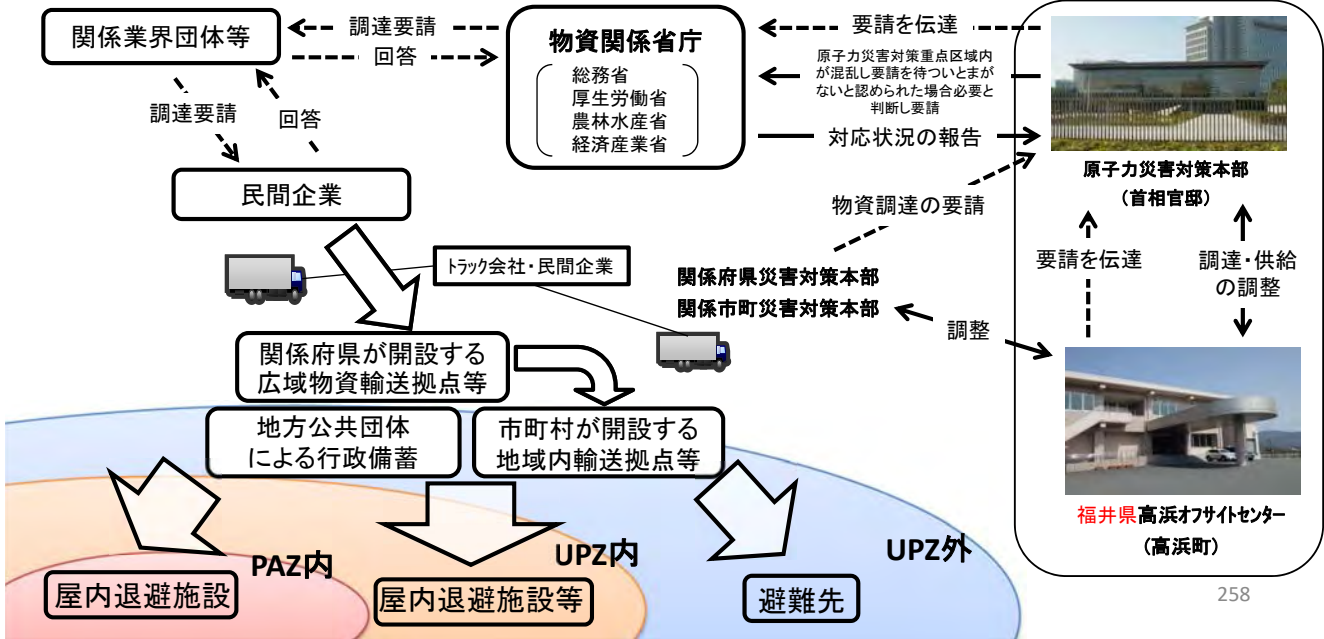 関係業界団体等
調達要請
回答
物資関係省庁
総務省
厚生労働省
農林水産省
経済産業省
要請を伝達
原子力災害対策重点区域内
が混乱し要請を待ついとまが
ないと認められた場合必要と
判断し要請
対応状況の報告
原子力災害対策本部
(首相官邸)
調達要請
回答
民間企業
物資調達の要請
トラック会社・民間企業
関係府県災害対策本部
関係市町災害対策本部
要請を伝達
調達・供給
の調整
調整
関係府県が開設する
広域物資輸送拠点等
地方公共団体
による行政備蓄
市町村が開設する
地域内輸送拠点等
福井県高浜オフサイトセンター
(高浜町)
PAZ内
UPZ内
UPZ外
屋内退避施設
屋内退避施設等
避難先
258